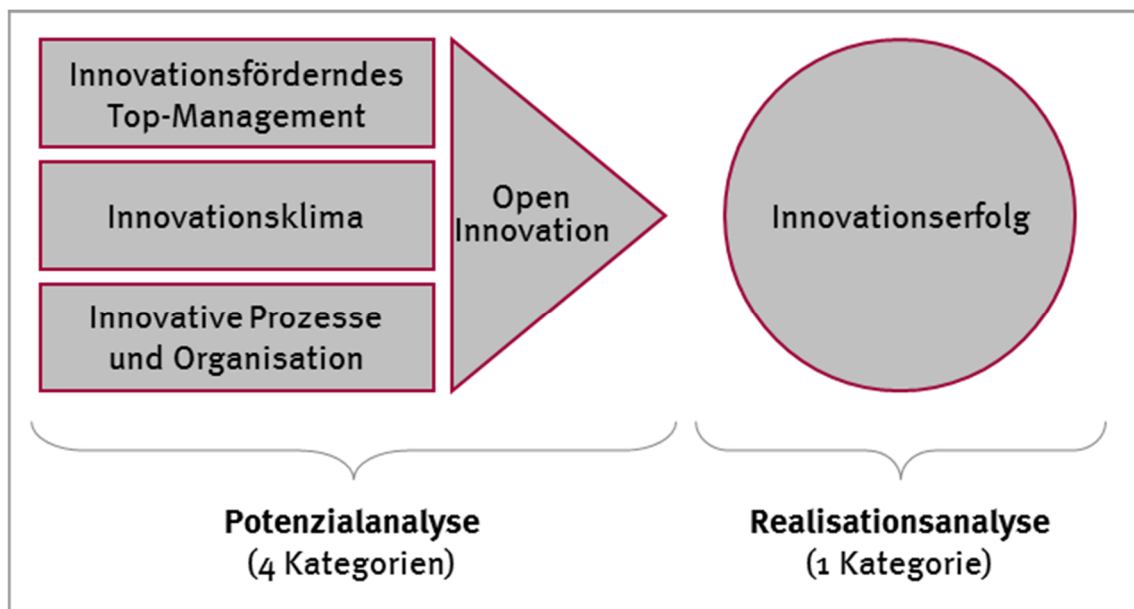 Innovationsförderndes
Top-Management
Innovationsklima
Innovative Prozesse
und Organisation
Open
Innovation
Innovationserfolg
Potenzialanalyse
(4 Kategorien)
Realisationsanalyse
(1 Kategorie)